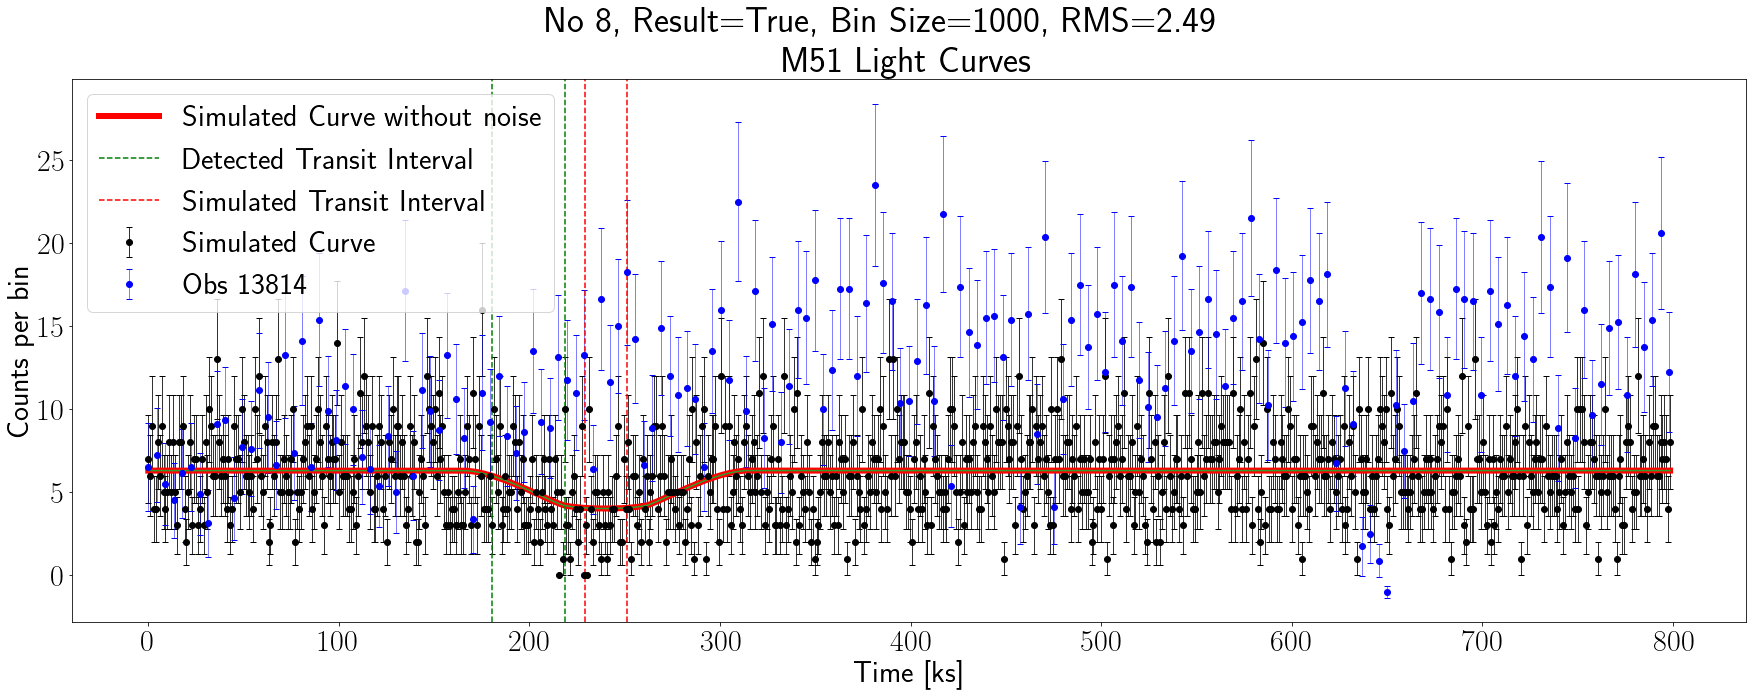 No 8, Result=True, Bin Size=1000, RMS=2.49
M51 Light Curves
Simulated Curve without noise
Detected Transit Interval
Simulated Transit Interval
Simulated Curve
Obs 13814
Counts per bin
25
20
15
10
5
0
0 100 200 300 400 500 600 700 800
Time [ks]